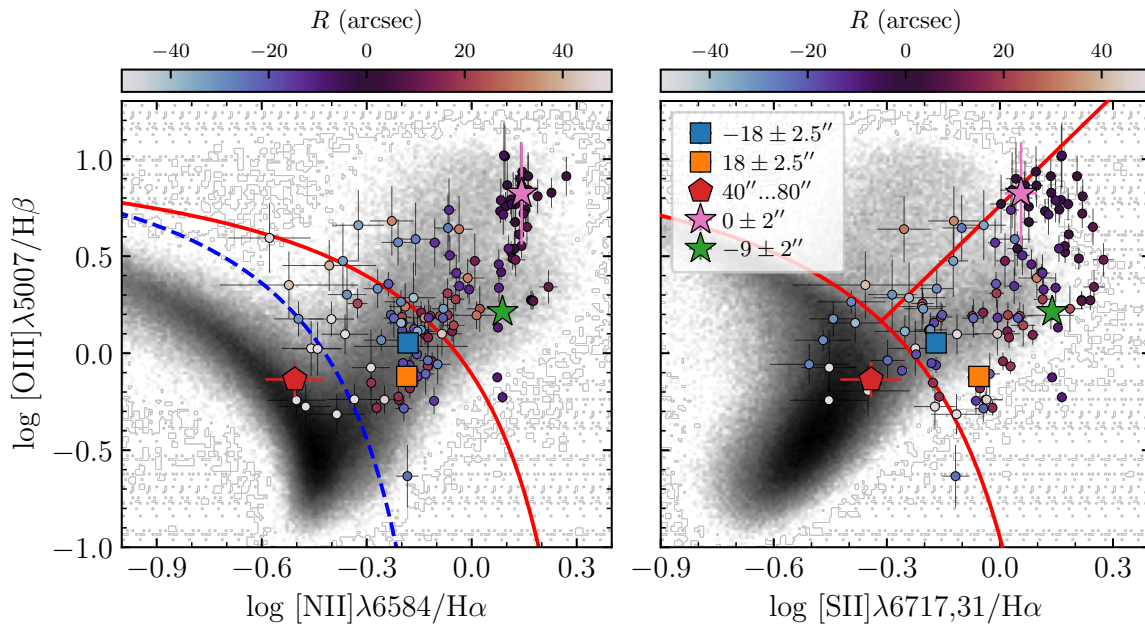 R (arcsec) R (arcsec)
−40 −20 0 20 40 −40 −20 0 20 40
1.0
0.5
0.0
−0.5
−1.0
log [OIII]λ5007/Hβ
−18 ± 2.5″
18 ± 2.5″
40″...80″
0 ± 2″
−9 ± 2″
−0.9 −0.6 −0.3 0.0 0.3 −0.9 −0.6 −0.3 0.0 0.3
log [NII]λ6584/Hα log [SII]λ6717,31/Hα